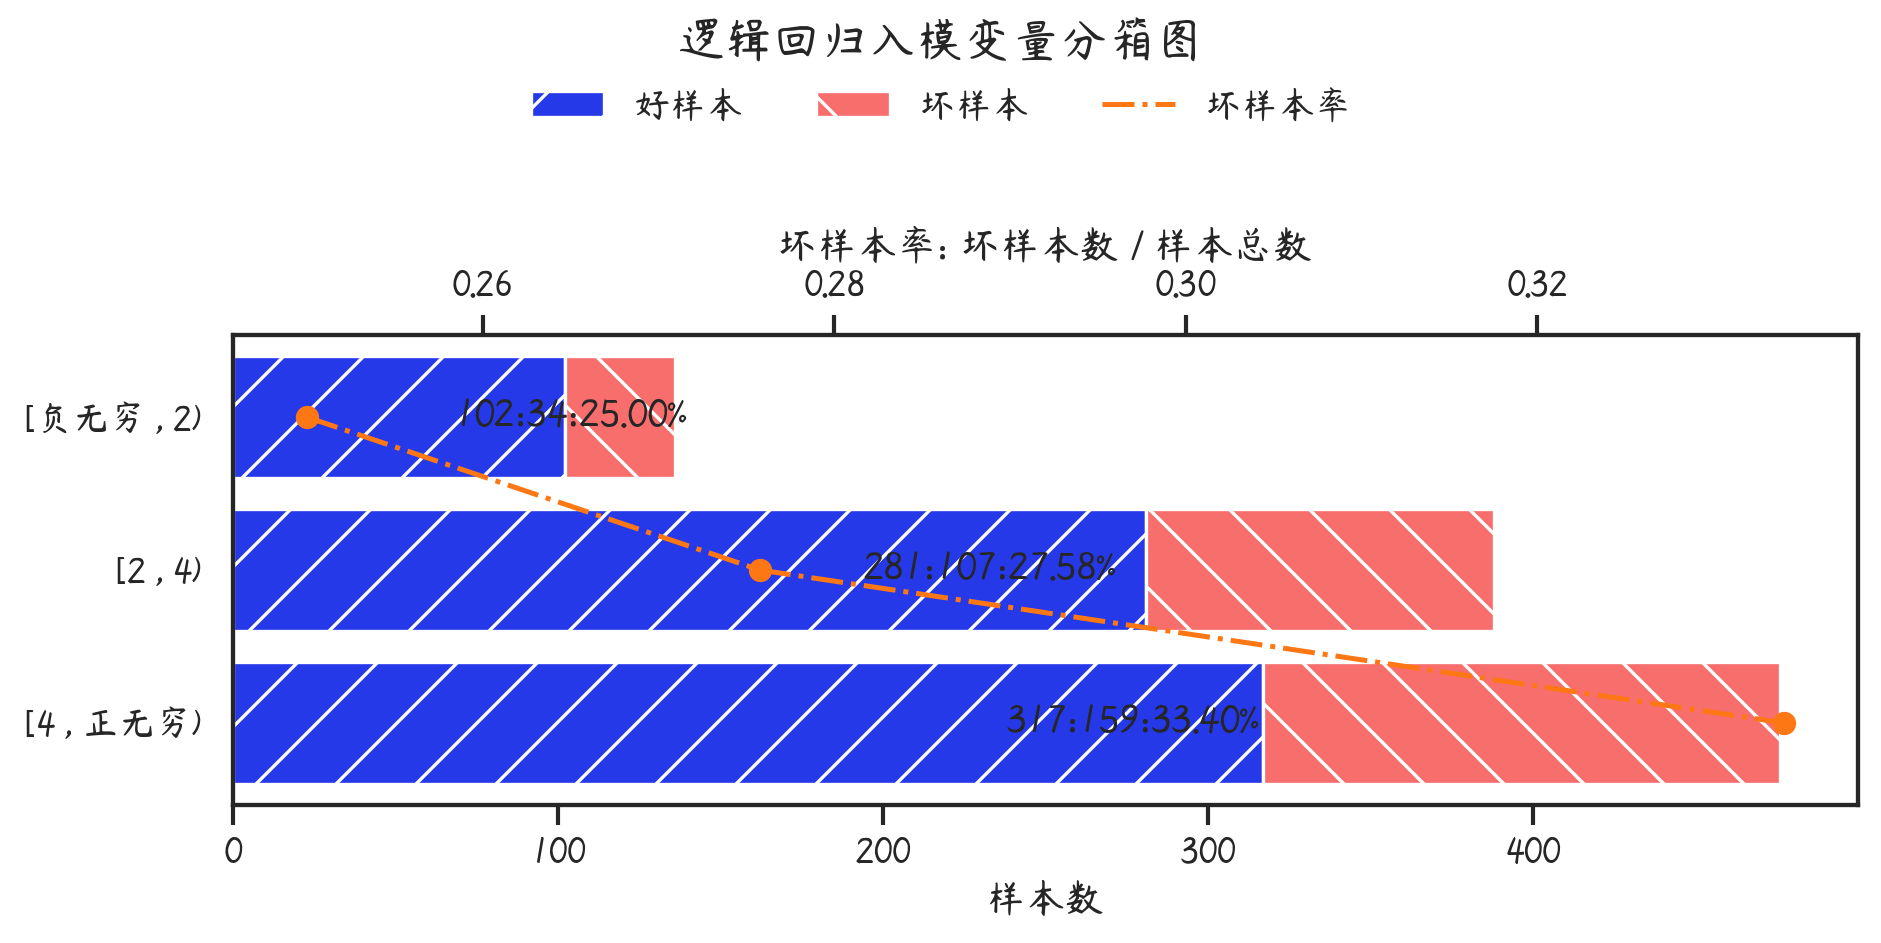 逻辑回归入模变量分箱图
好样本 坏样本 坏样本率
坏样本率: 坏样本数 / 样本总数
0.26 0.28 0.30 0.32
[负无穷 , 2) 102:34:25.00%
[2 , 4) 281:107:27.58%
[4 , 正无穷) 317:159:33.40%
0 100 200 300 400
样本数